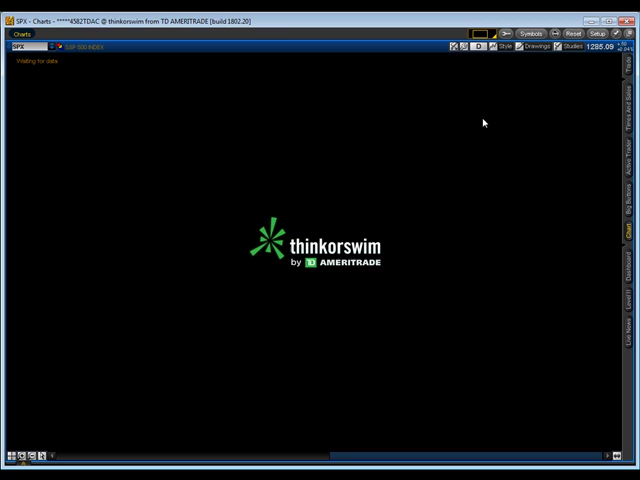 SPX - Charts - *****4582TDAC @ thinkorswim from TD AMERITRADE [build 1802.20]
Charts
Symbols
Reset
Setup
SPX
S&P 500 INDEX
D
Style
Drawings
Studies
1285.09
Waiting for data
thinkorswim
by TD AMERITRADE
Trade
Times And Sales
Active Trader
Big Buttons
Chart
Dashboard
Level II
Live News